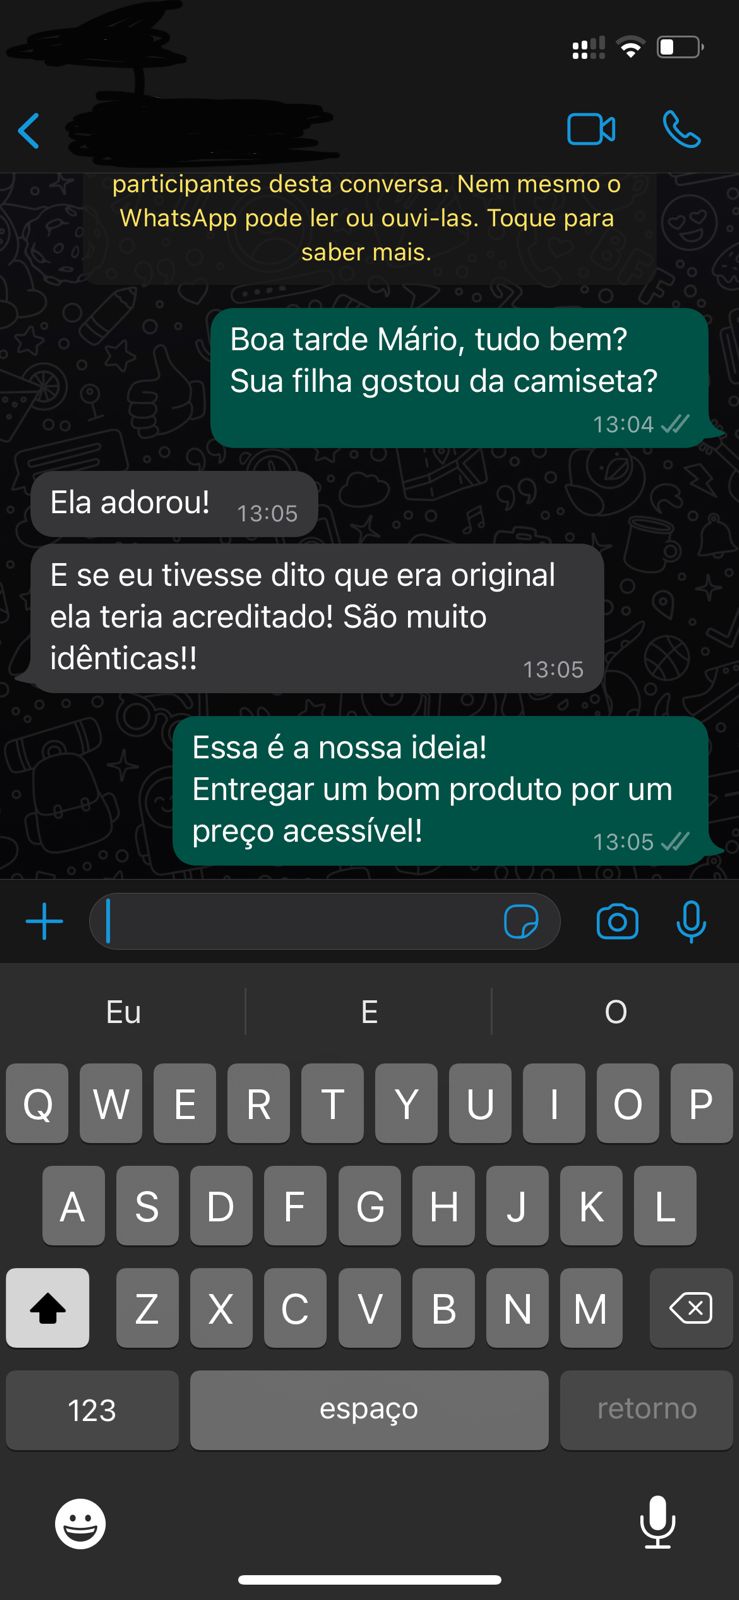 participantes desta conversa. Nem mesmo o
WhatsApp pode ler ou ouvi-las. Toque para
saber mais.
Boa tarde Mário, tudo bem?
Sua filha gostou da camiseta?
13:04
Ela adorou!
13:05
E se eu tivesse dito que era original
ela teria acreditado! São muito
idênticas!!
13:05
Essa é a nossa ideia!
Entregar um bom produto por um
preço acessível!
13:05
Eu E O
Q W E R T Y U I O P
A S D F G H J K L
Z X C V B N M
123 espaço retorno